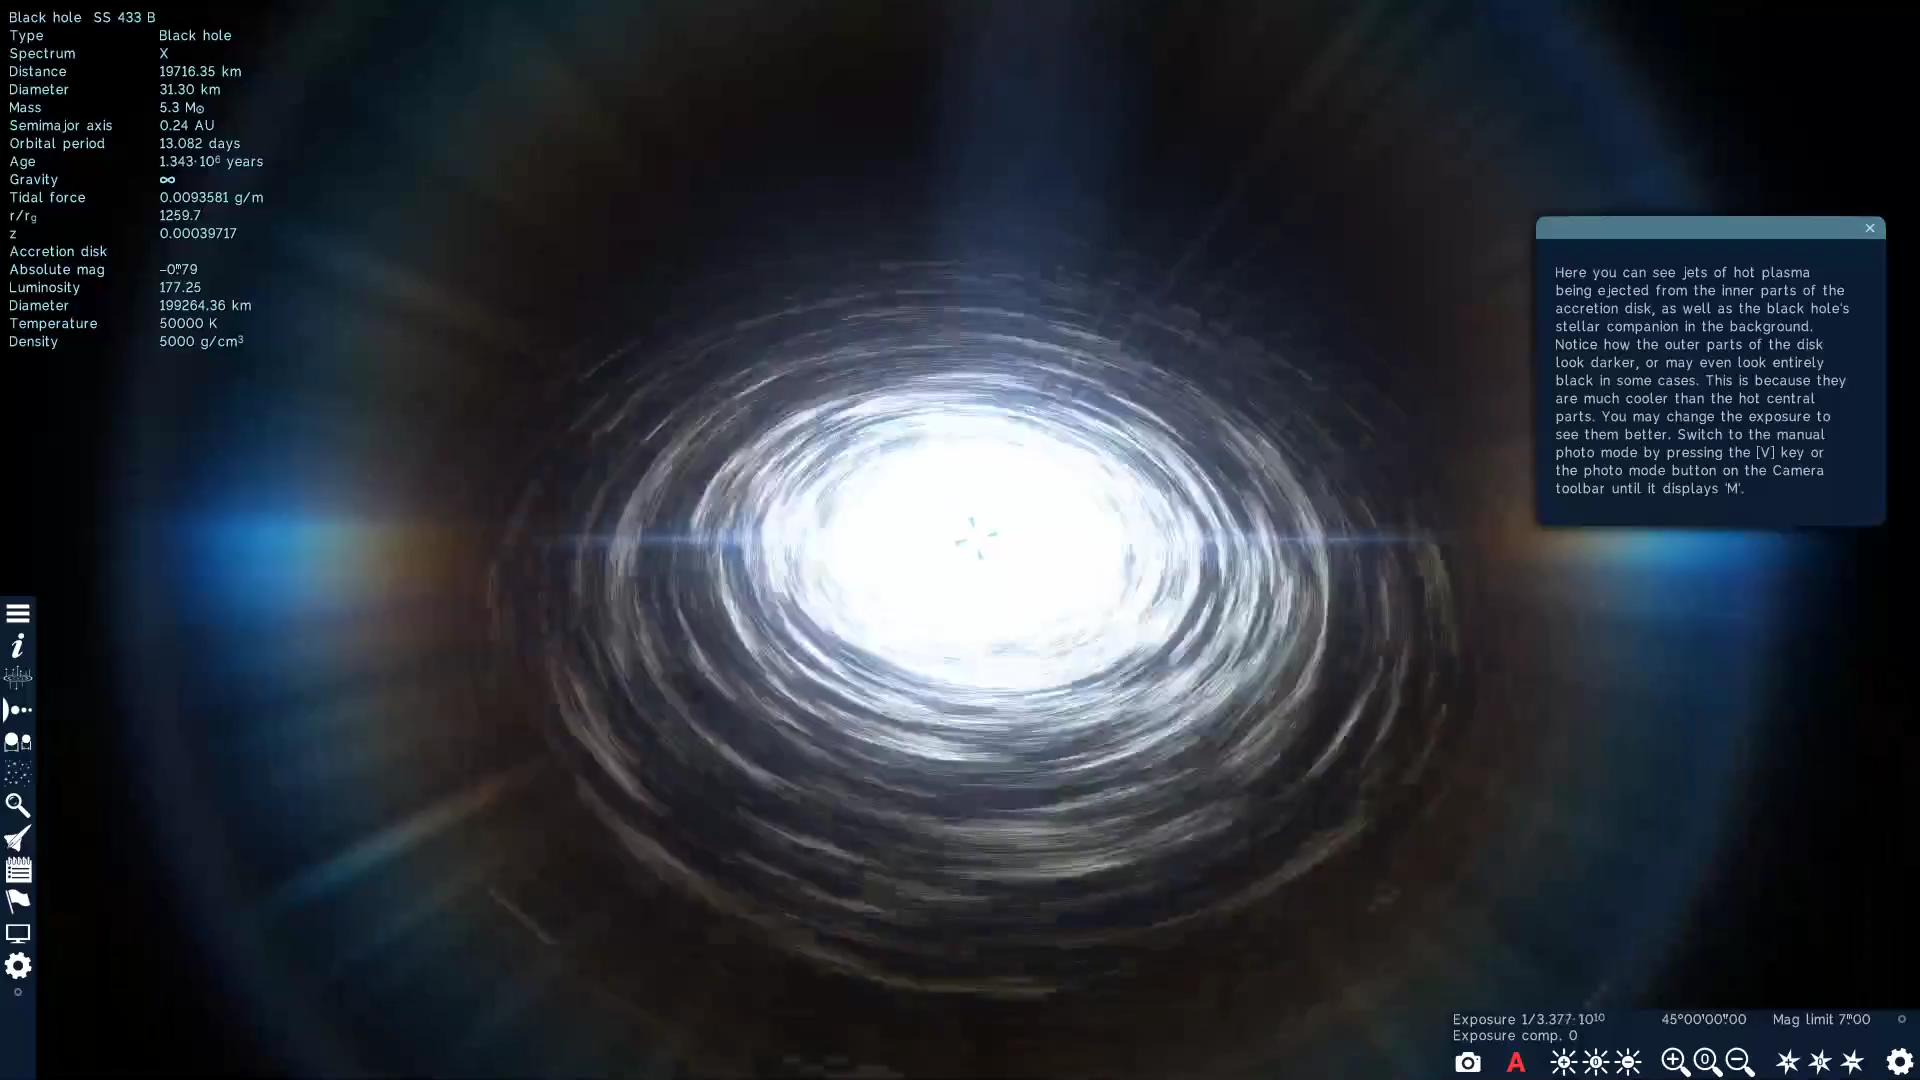 Black hole SS 433 B
Type Black hole
Spectrum X
Distance 19716.35 km
Diameter 31.30 km
Mass 5.3 M☉
Semimajor axis 0.24 AU
Orbital period 13.082 days
Age 1.343·10⁶ years
Gravity ∞
Tidal force 0.0093581 g/m
r/rg 1259.7
z 0.00039717
Accretion disk
Absolute mag −0ᵐ.79
Luminosity 177.25
Diameter 199264.36 km
Temperature 50000 K
Density 5000 g/cm³
Here you can see jets of hot plasma
being ejected from the inner parts of the
accretion disk, as well as the black hole's
stellar companion in the background.
Notice how the outer parts of the disk
look darker, or may even look entirely
black in some cases. This is because they
are much cooler than the hot central
parts. You may change the exposure to
see them better. Switch to the manual
photo mode by pressing the [V] key or
the photo mode button on the Camera
toolbar until it displays 'M'.
Exposure 1/3.377·10¹⁰ 45°00'00".00 Mag limit 7ᵐ.00
Exposure comp. 0
A
0